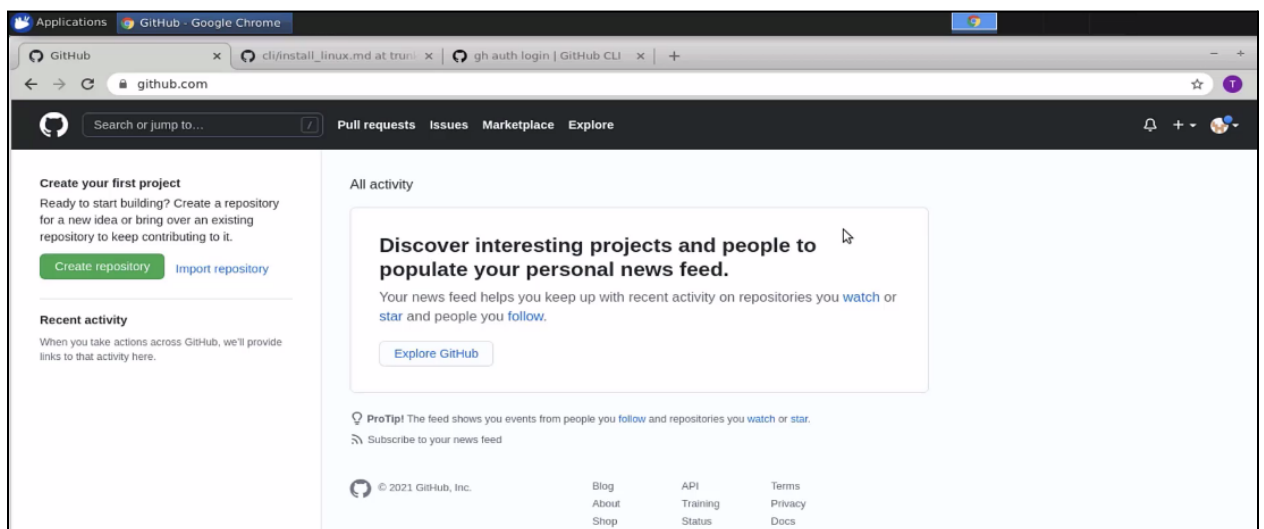 Applications GitHub - Google Chrome
GitHub cli/install_linux.md at trun gh auth login | GitHub CLI
github.com
T
Search or jump to... / Pull requests Issues Marketplace Explore
Create your first project
Ready to start building? Create a repository
for a new idea or bring over an existing
repository to keep contributing to it.
Create repository Import repository
Recent activity
When you take actions across GitHub, we'll provide
links to that activity here.
All activity
Discover interesting projects and people to
populate your personal news feed.
Your news feed helps you keep up with recent activity on repositories you watch or
star and people you follow.
Explore GitHub
ProTip! The feed shows you events from people you follow and repositories you watch or star.
Subscribe to your news feed
© 2021 GitHub, Inc.
Blog API Terms
About Training Privacy
Shop Status Docs